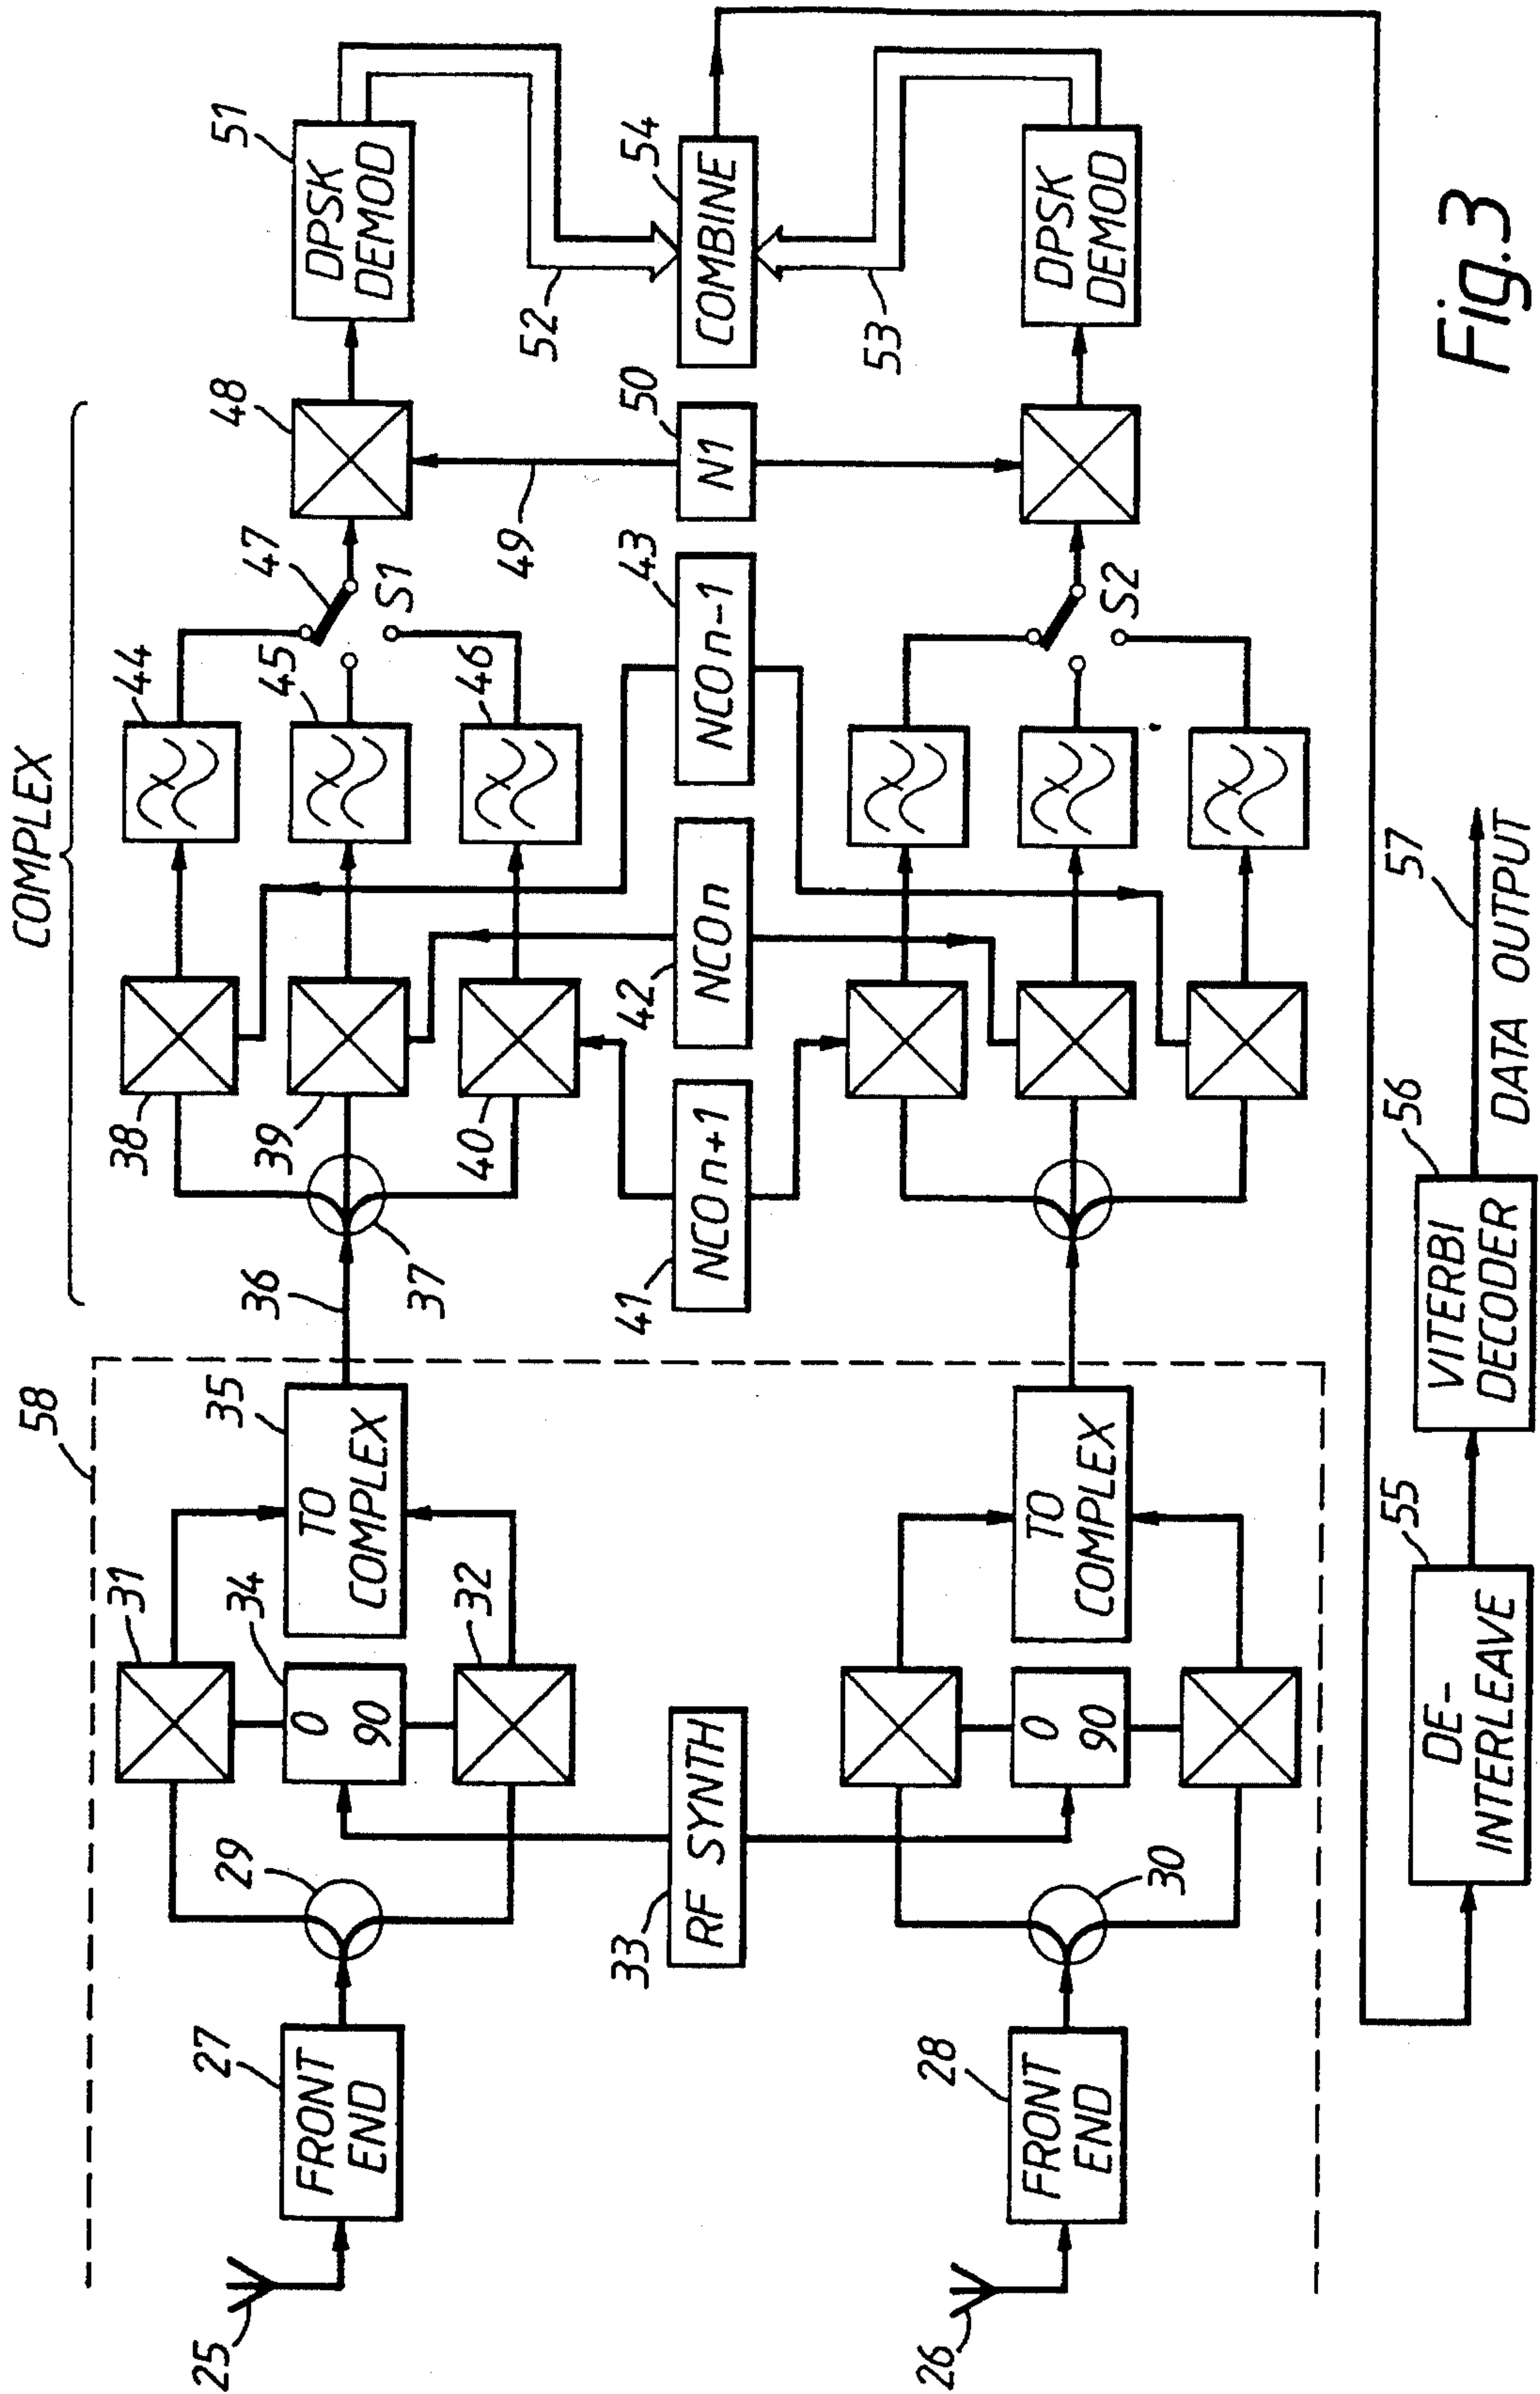 COMPLEX
58
25
27
FRONT
END
29
31
34
0
90
32
35
TO
COMPLEX
36
37
38
39
40
44
45
46
47
S1
48
49
51
DPSK
DEMOD
52
33
RF SYNTH
41
NCO n+1
42
NCO n
43
NCO n-1
50
N1
54
COMBINE
53
26
28
FRONT
END
30
0
90
TO
COMPLEX
S2
DPSK
DEMOD
55
DE-
INTERLEAVE
56
VITERBI
DECODER
57
DATA OUTPUT
Fig.3